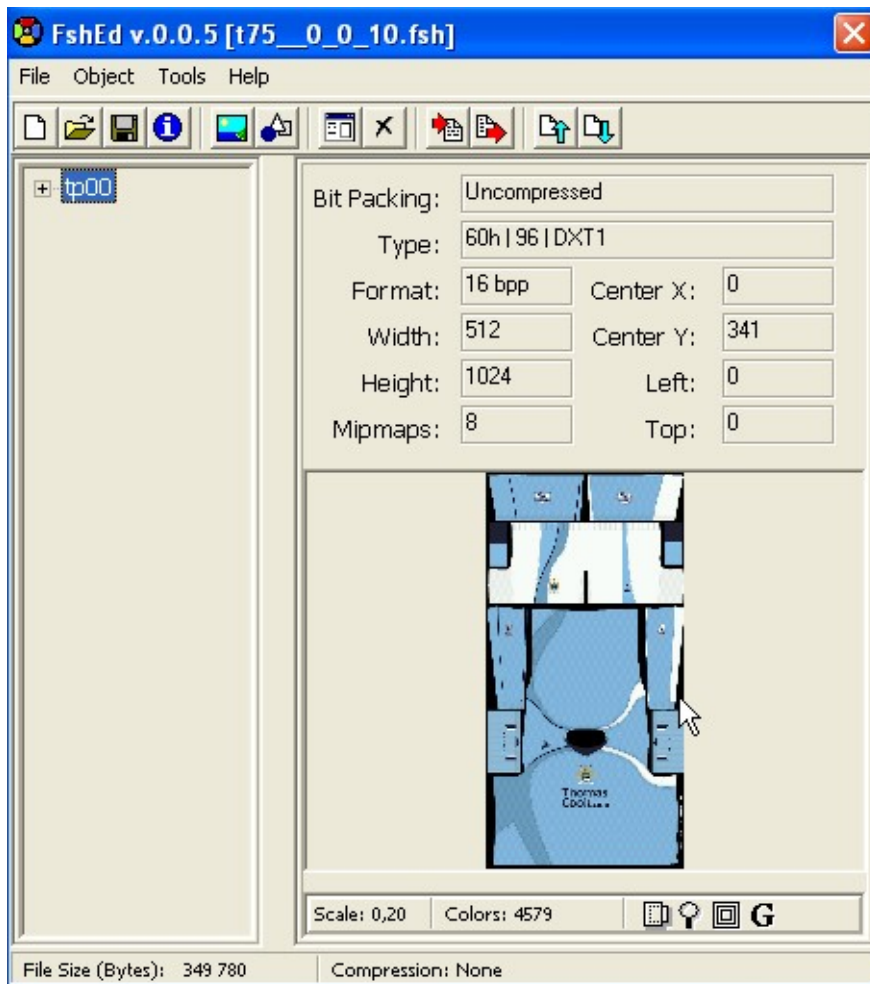 FshEd v.0.0.5 [t75__0_0_10.fsh]
File Object Tools Help
tp00
Bit Packing: Uncompressed
Type: 60h | 96 | DXT1
Format: 16 bpp Center X: 0
Width: 512 Center Y: 341
Height: 1024 Left: 0
Mipmaps: 8 Top: 0
Thomas
Cook
Scale: 0,20 Colors: 4579 G
File Size (Bytes): 349 780 Compression: None